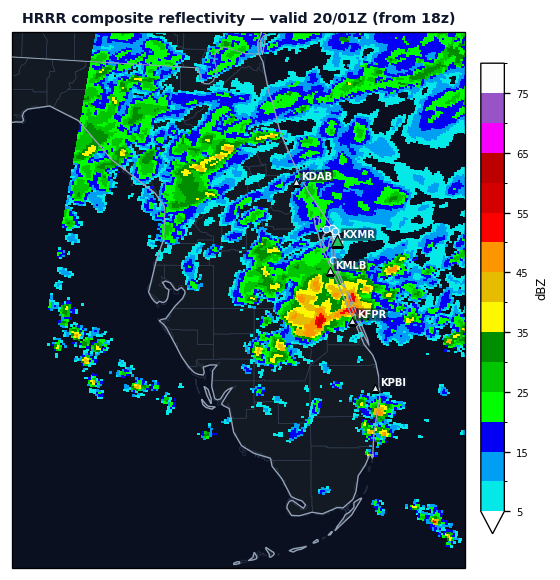 HRRR composite reflectivity — valid 20/01Z (from 18z)
KDAB
KXMR
KMLB
KFPR
KPBI
75
65
55
45
35
25
15
5
dBZ